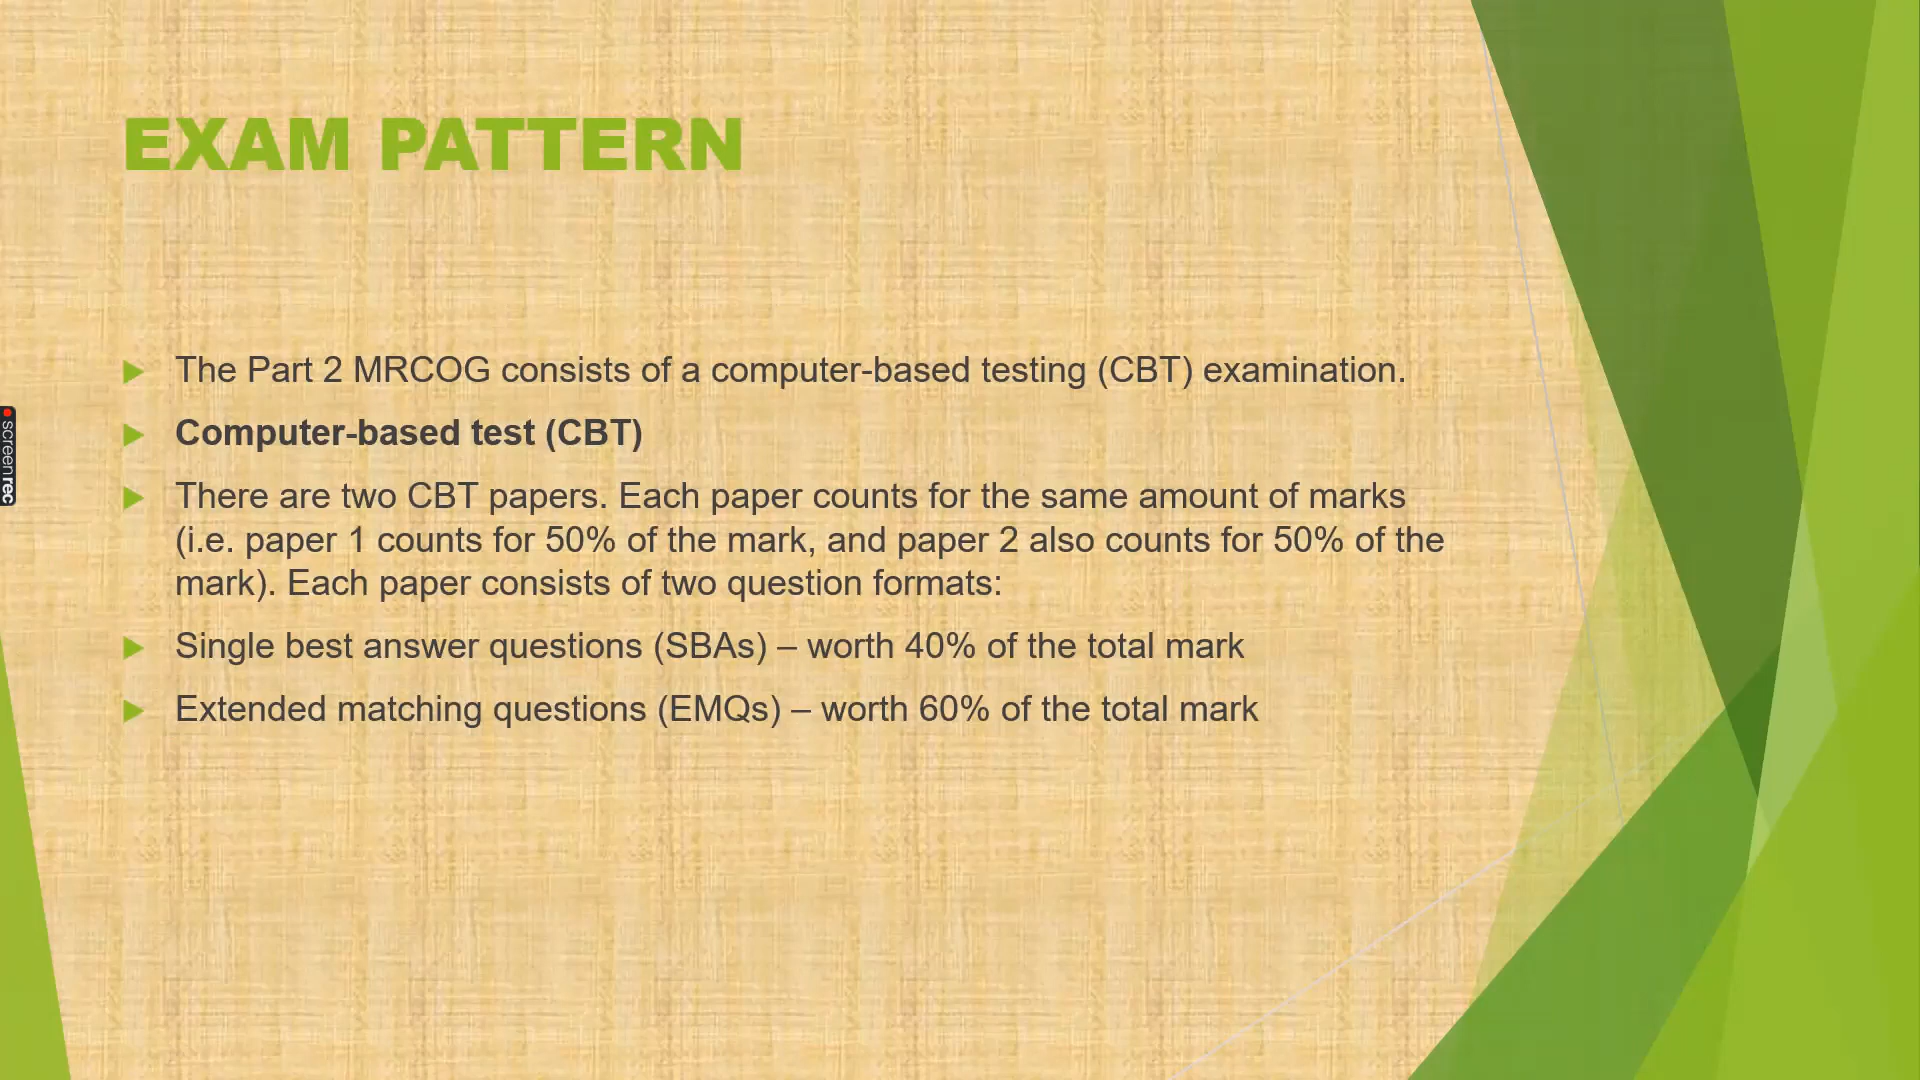 EXAM PATTERN
The Part 2 MRCOG consists of a computer-based testing (CBT) examination.
Computer-based test (CBT)
There are two CBT papers. Each paper counts for the same amount of marks
(i.e. paper 1 counts for 50% of the mark, and paper 2 also counts for 50% of the
mark). Each paper consists of two question formats:
Single best answer questions (SBAs) – worth 40% of the total mark
Extended matching questions (EMQs) – worth 60% of the total mark
screenrec